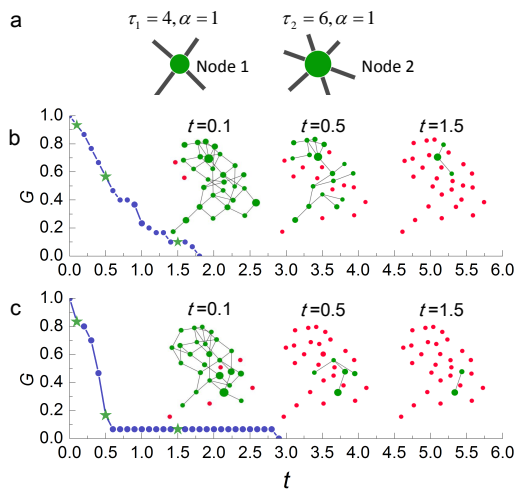 a
τ₁ = 4, α = 1
τ₂ = 6, α = 1
Node 1
Node 2
b
G
1.0
0.8
0.6
0.4
0.2
0.0
t=0.1
t=0.5
t=1.5
0.0 0.5 1.0 1.5 2.0 2.5 3.0 3.5 4.0 4.5 5.0 5.5 6.0
c
G
1.0
0.8
0.6
0.4
0.2
0.0
t=0.1
t=0.5
t=1.5
0.0 0.5 1.0 1.5 2.0 2.5 3.0 3.5 4.0 4.5 5.0 5.5 6.0
t